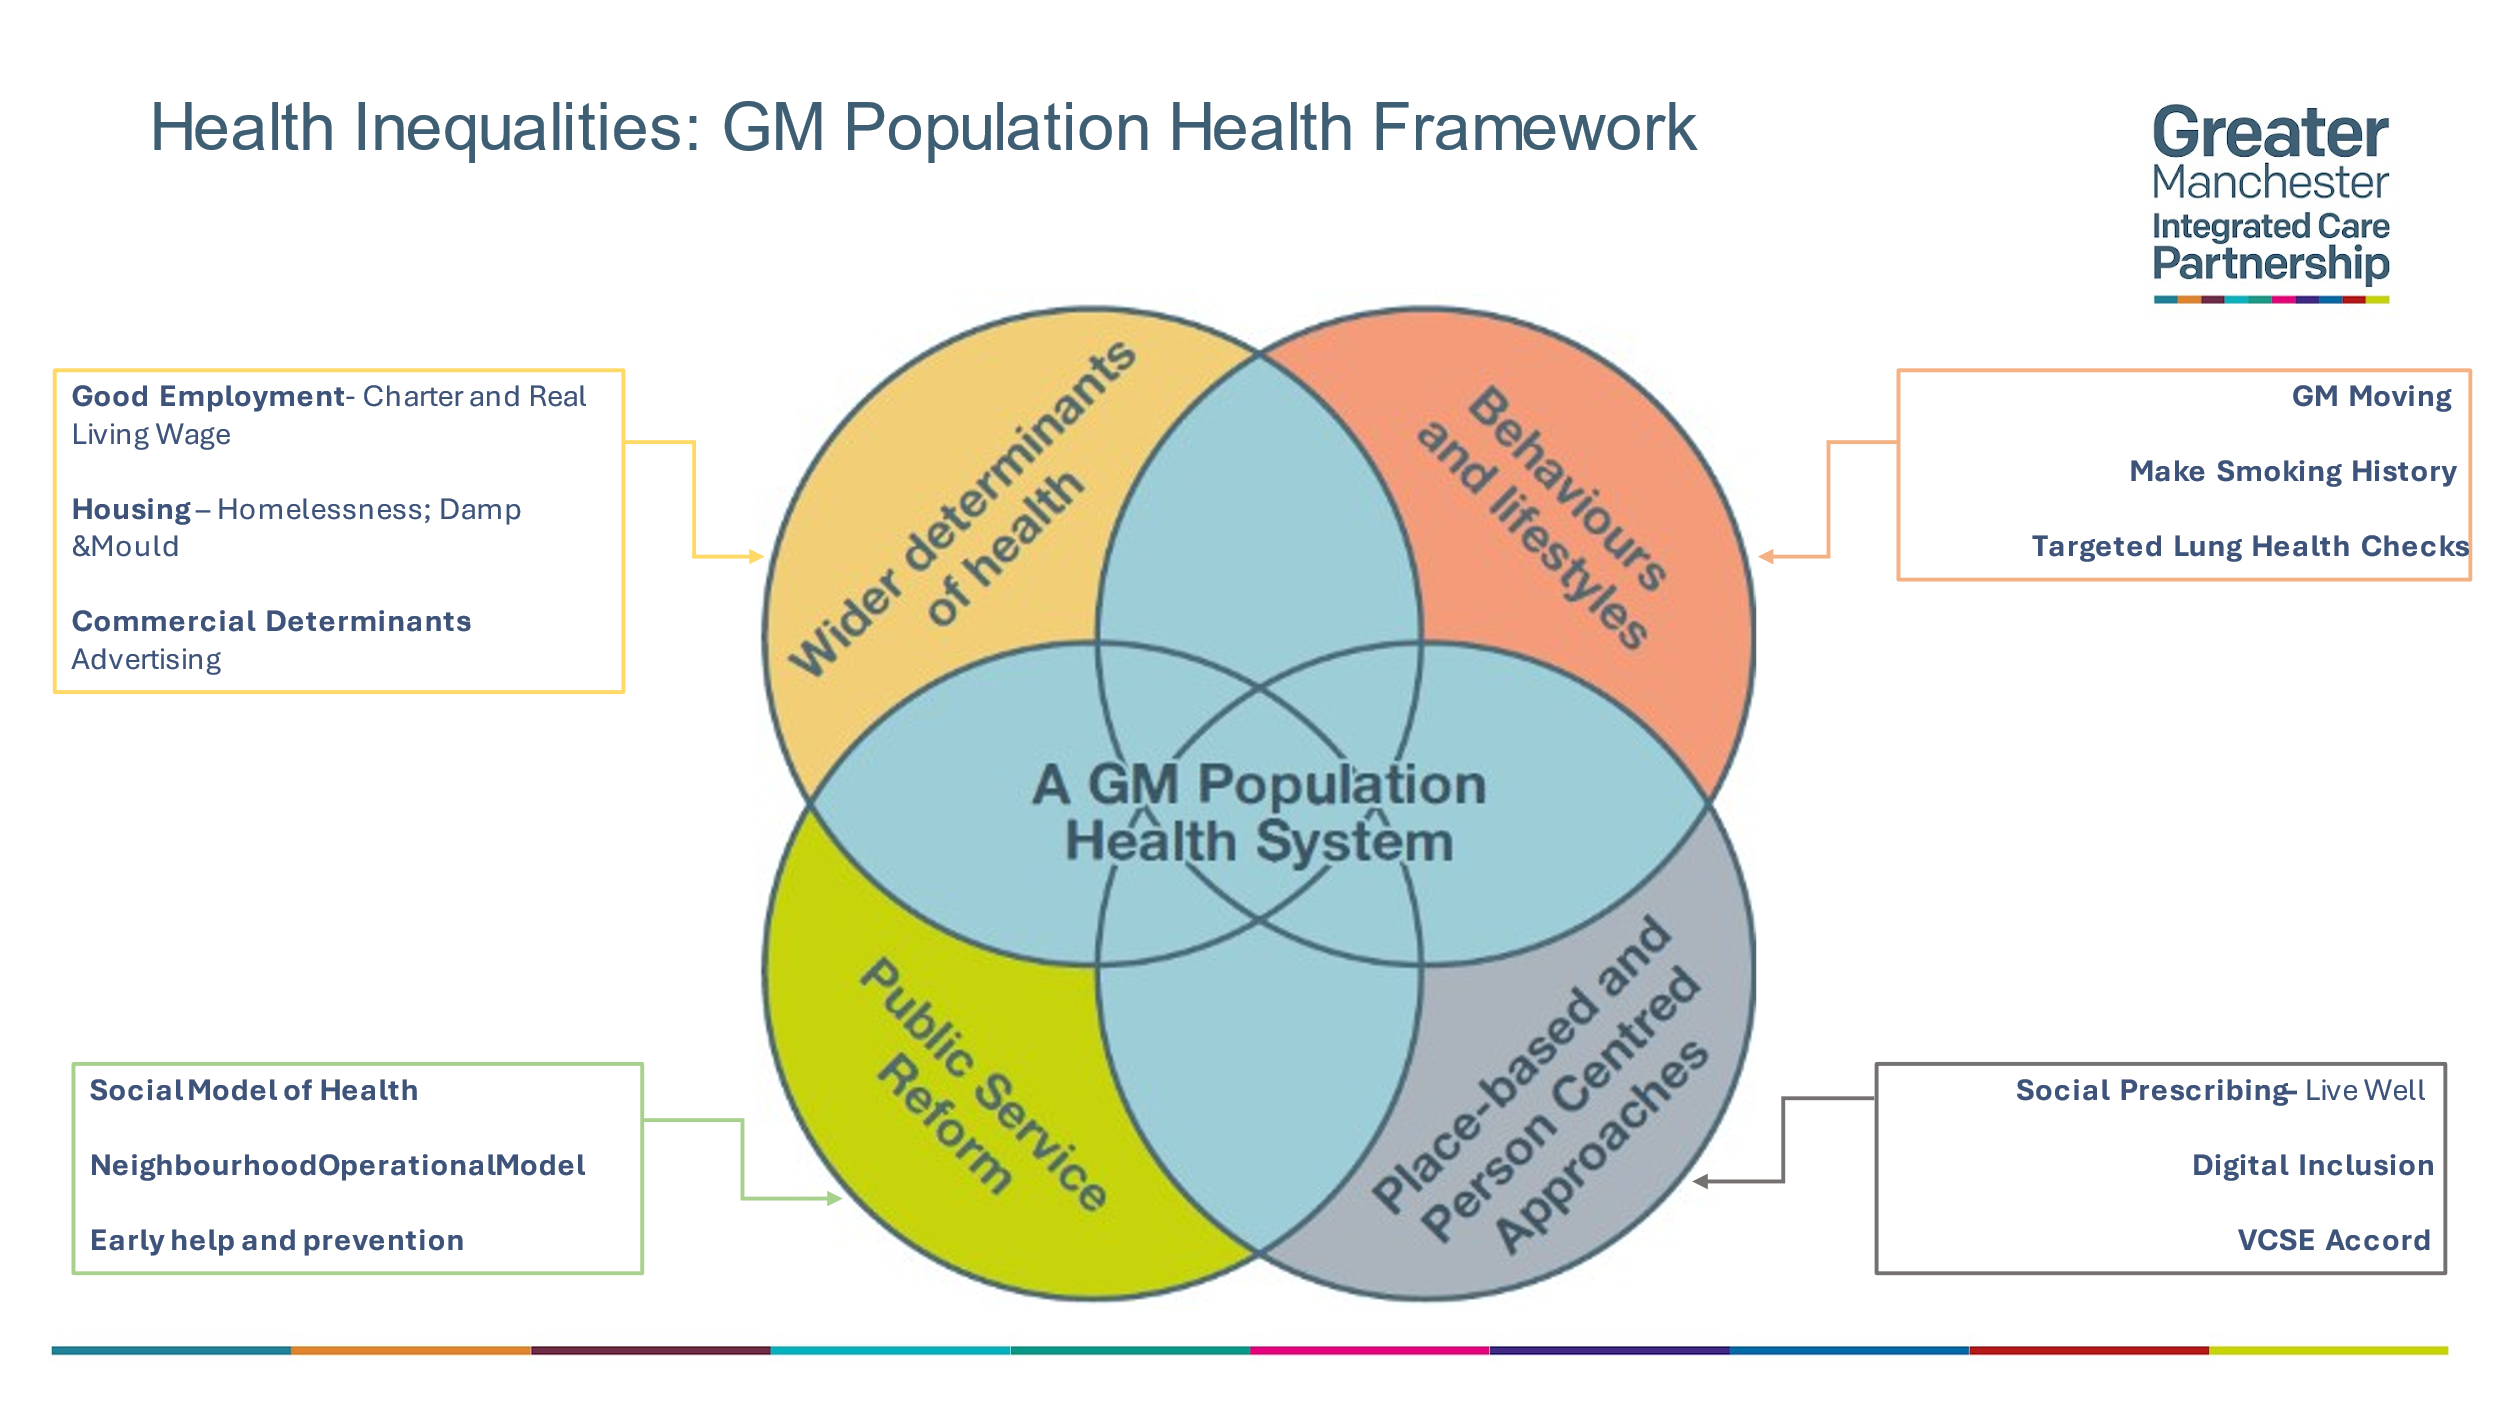 Health Inequalities: GM Population Health Framework
Greater
Manchester
Integrated Care
Partnership
Good Employment- Charter and Real
Living Wage
Housing – Homelessness; Damp
&Mould
Commercial Determinants
Advertising
Wider determinants
of health
Behaviours
and lifestyles
GM Moving
Make Smoking History
Targeted Lung Health Checks
A GM Population
Health System
Social Model of Health
Neighbourhood Operational Model
Early help and prevention
Public Service
Reform
Place-based and
Person Centred
Approaches
Social Prescribing– Live Well
Digital Inclusion
VCSE Accord